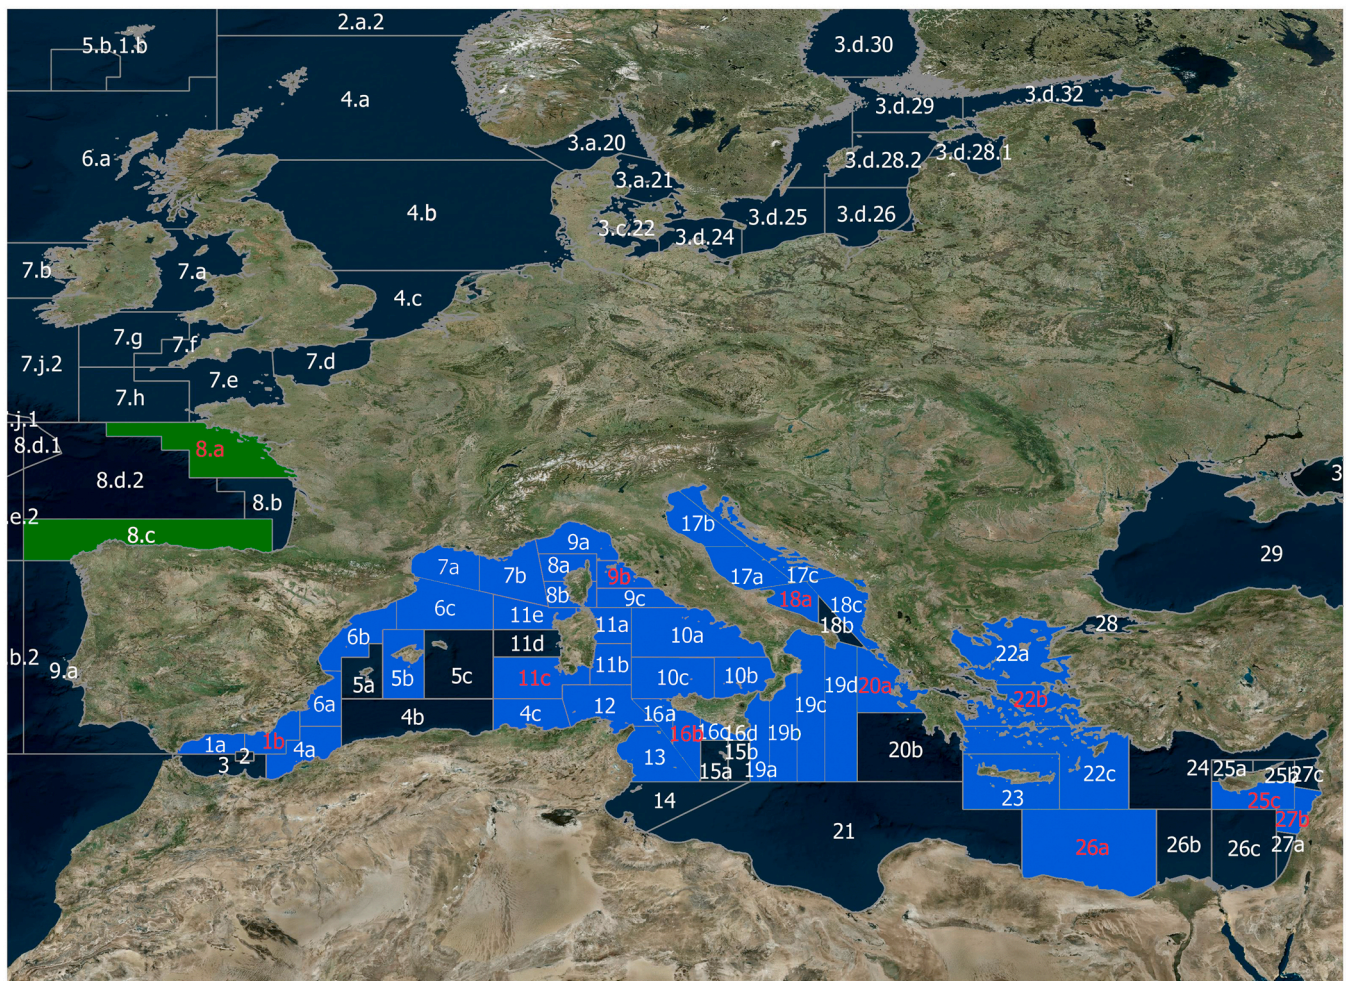 2.a.2
5.b.1.b
3.d.30
4.a
3.d.32
3.d.29
3.a.20
6.a
3.d.28.2
3.d.28.1
3.a.21
4.b
3.d.25
3.d.26
3.c.22
3.d.24
7.b
7.a
4.c
7.g
7.f
7.j.2
7.d
7.e
7.h
.j.1
8.d.1
8.a
8.d.2
3
8.b
.e.2
17b
8.c
9a
29
7a
8a
7b
9b
17a
17c
8b
9c
18a
18c
6c
11e
11a
18b
28
10a
6b
11d
22a
.b.2
9.a
11b
5a
5b
5c
11c
10c
10b
19d
20a
22b
6a
12
19c
4b
4c
16a
16b
16c
16d
19b
1a
1b
2
4a
15b
20b
3
13
15a
19a
22c
24
25a
25b
27c
14
23
25c
27b
21
26a
26b
26c
27a